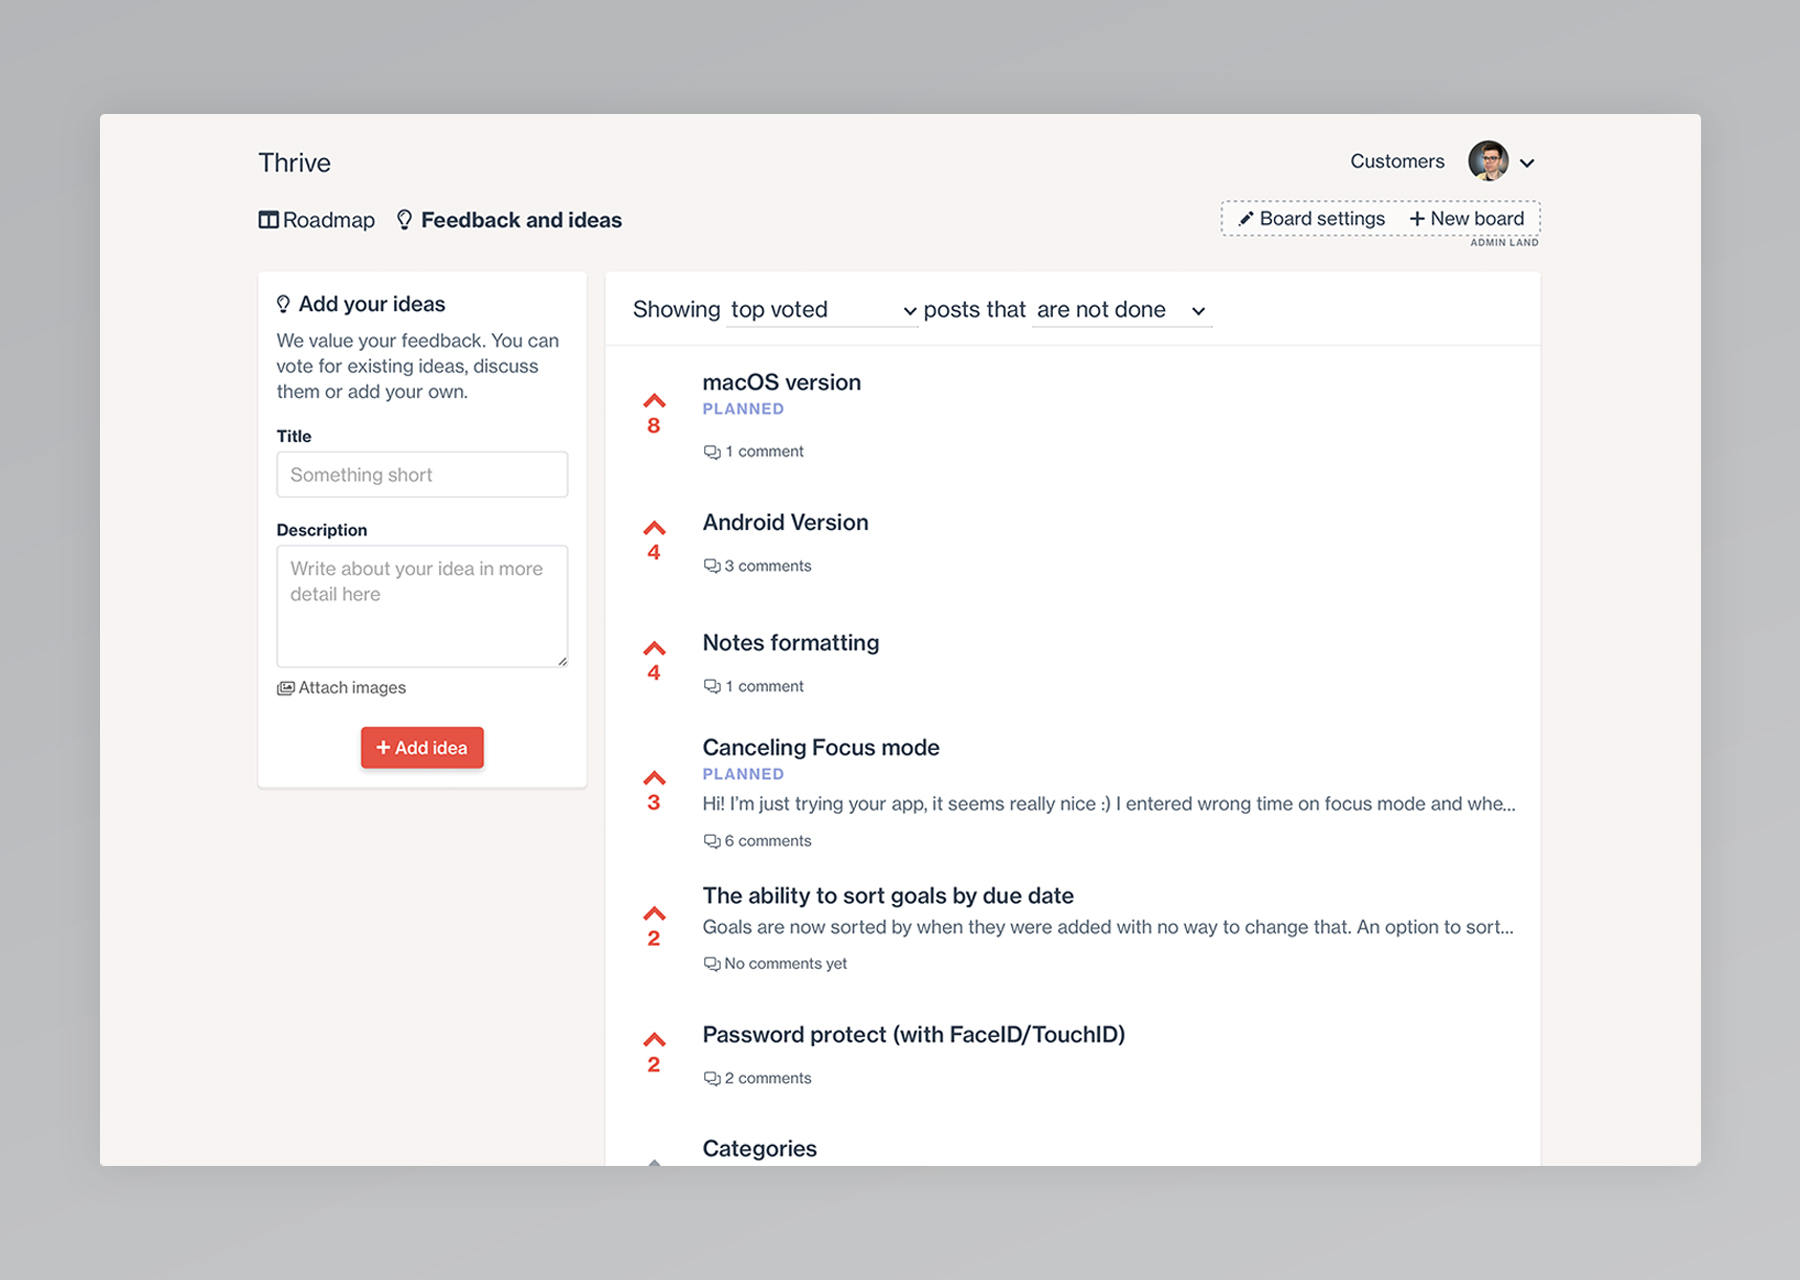 Thrive
Customers
Roadmap
Feedback and ideas
Board settings
New board
ADMIN LAND
Add your ideas
We value your feedback. You can
vote for existing ideas, discuss
them or add your own.
Title
Something short
Description
Write about your idea in more
detail here
Attach images
+ Add idea
Showing top voted posts that are not done
macOS version
PLANNED
8
1 comment
Android Version
4
3 comments
Notes formatting
4
1 comment
Canceling Focus mode
PLANNED
3
Hi! I'm just trying your app, it seems really nice :) I entered wrong time on focus mode and whe...
6 comments
The ability to sort goals by due date
2
Goals are now sorted by when they were added with no way to change that. An option to sort...
No comments yet
Password protect (with FaceID/TouchID)
2
2 comments
Categories